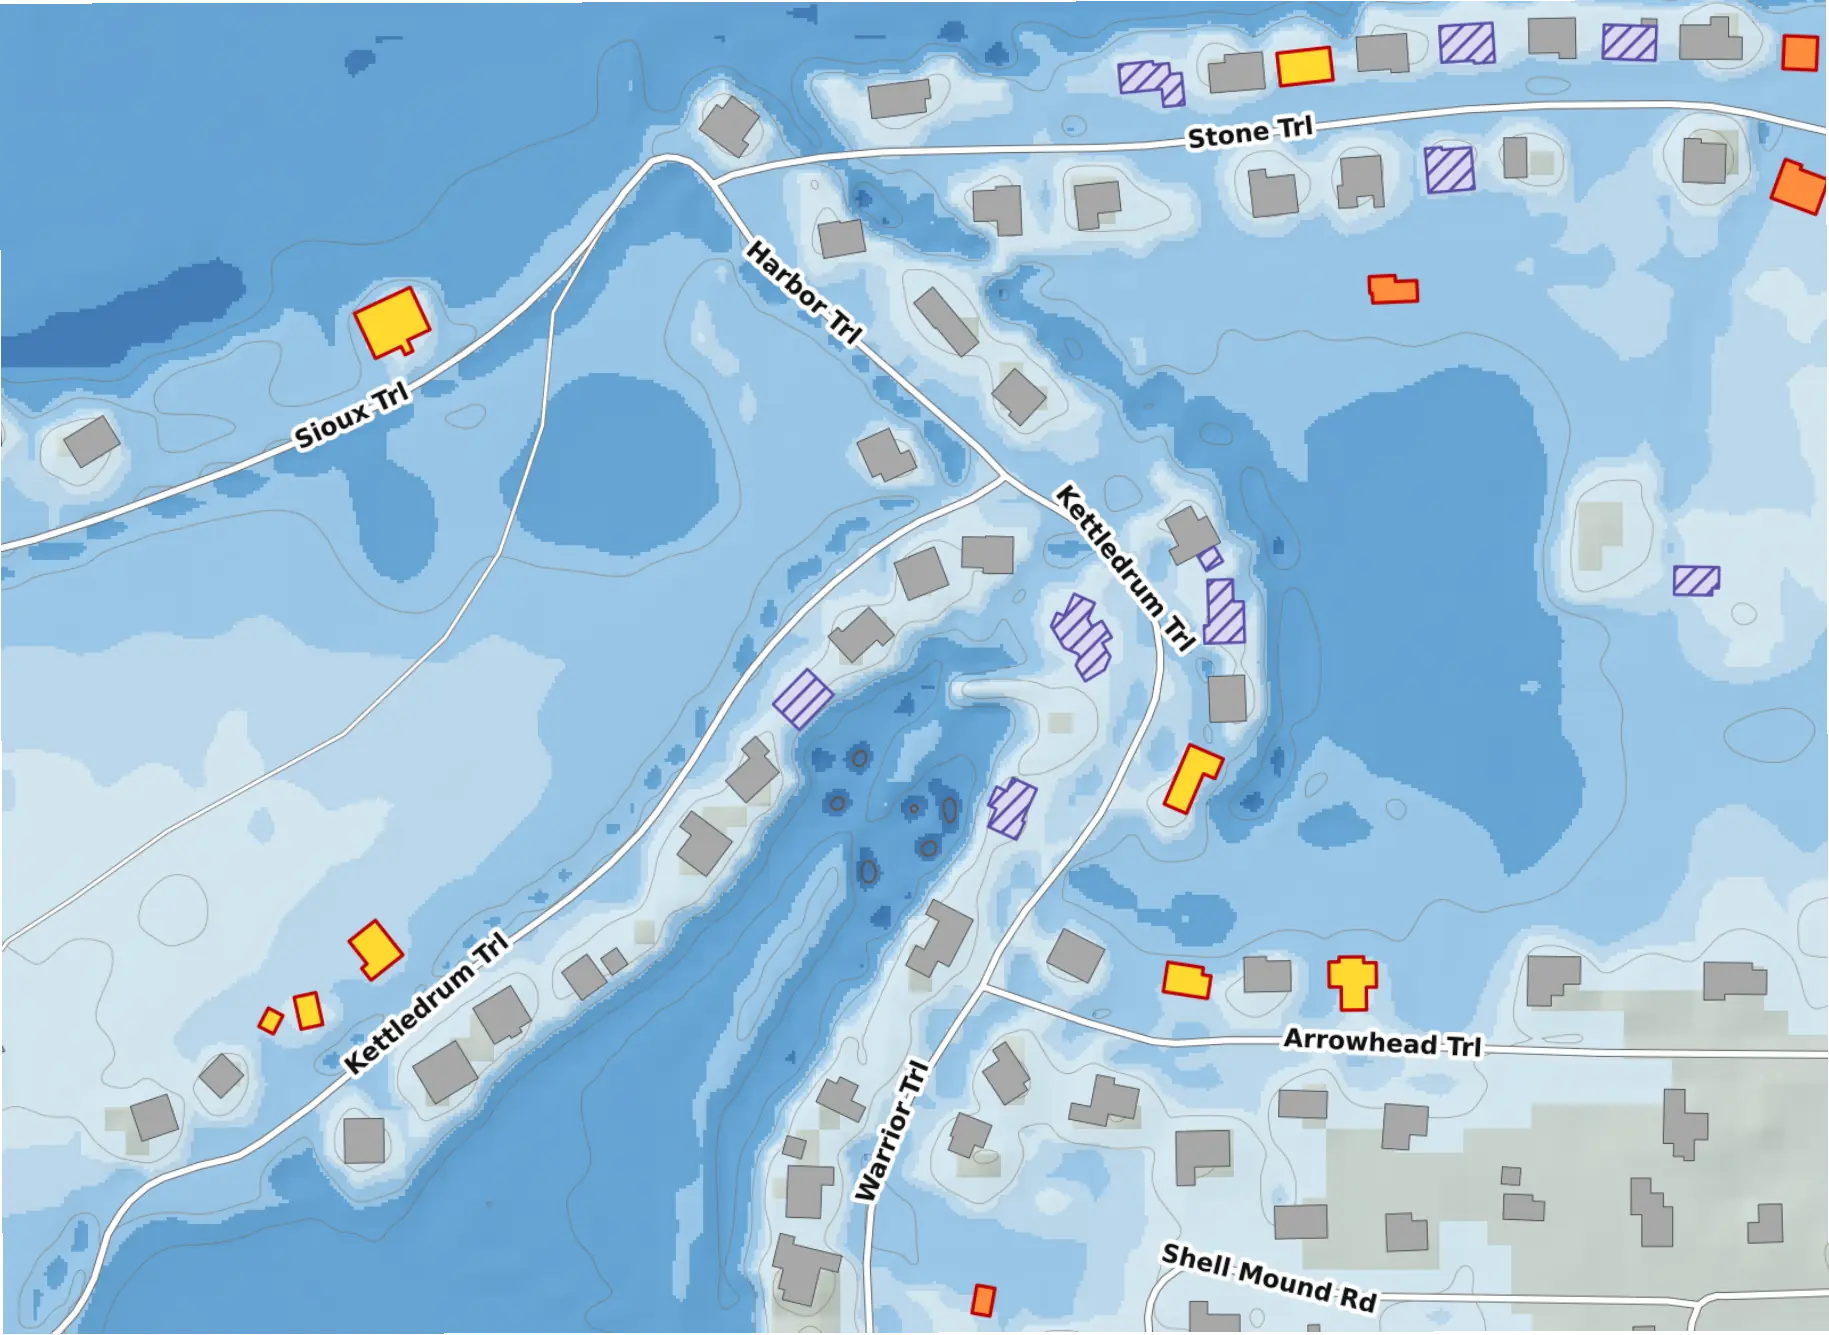 Stone Trl
Harbor Trl
Sioux Trl
Kettledrum Trl
Kettledrum Trl
Arrowhead Trl
Warrior Trl
Shell Mound Rd